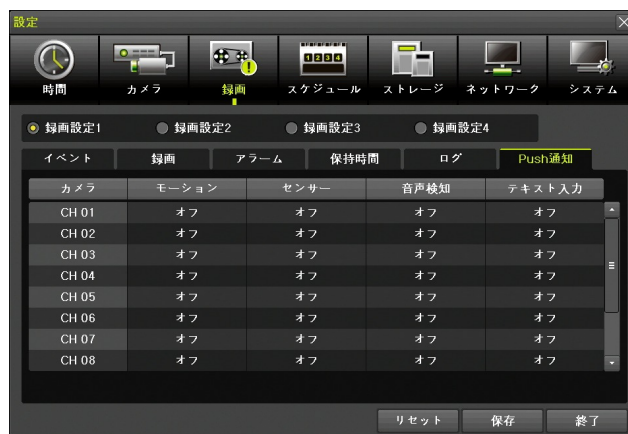 設定
時間 カメラ 録画 スケジュール ストレージ ネットワーク システム
録画設定1 録画設定2 録画設定3 録画設定4
イベント 録画 アラーム 保持時間 ログ Push通知
カメラ モーション センサー 音声検知 テキスト入力
CH 01 オフ オフ オフ オフ
CH 02 オフ オフ オフ オフ
CH 03 オフ オフ オフ オフ
CH 04 オフ オフ オフ オフ
CH 05 オフ オフ オフ オフ
CH 06 オフ オフ オフ オフ
CH 07 オフ オフ オフ オフ
CH 08 オフ オフ オフ オフ
リセット 保存 終了